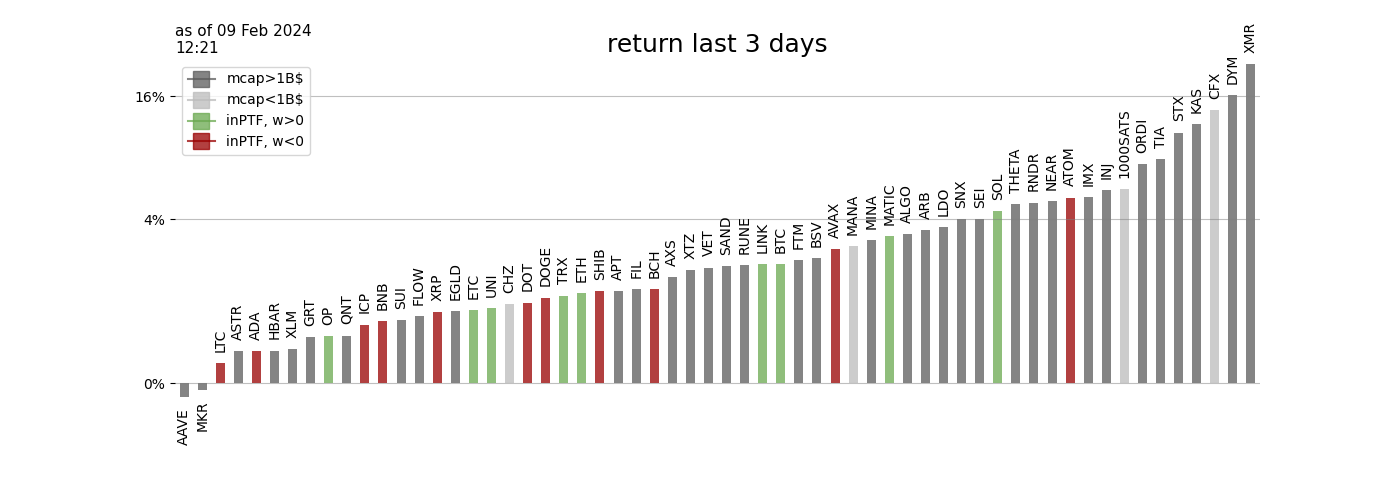 as of 09 Feb 2024
12:21
return last 3 days
mcap>1B$
mcap<1B$
inPTF, w>0
inPTF, w<0
16%
4%
0%
AAVE
MKR
LTC
ASTR
ADA
HBAR
XLM
GRT
OP
QNT
ICP
BNB
SUI
FLOW
XRP
EGLD
ETC
UNI
CHZ
DOT
DOGE
TRX
ETH
SHIB
APT
FIL
BCH
AXS
XTZ
VET
SAND
RUNE
LINK
BTC
FTM
BSV
AVAX
MANA
MINA
MATIC
ALGO
ARB
LDO
SNX
SEI
SOL
THETA
RNDR
NEAR
ATOM
IMX
INJ
1000SATS
ORDI
TIA
STX
KAS
CFX
DYM
XMR